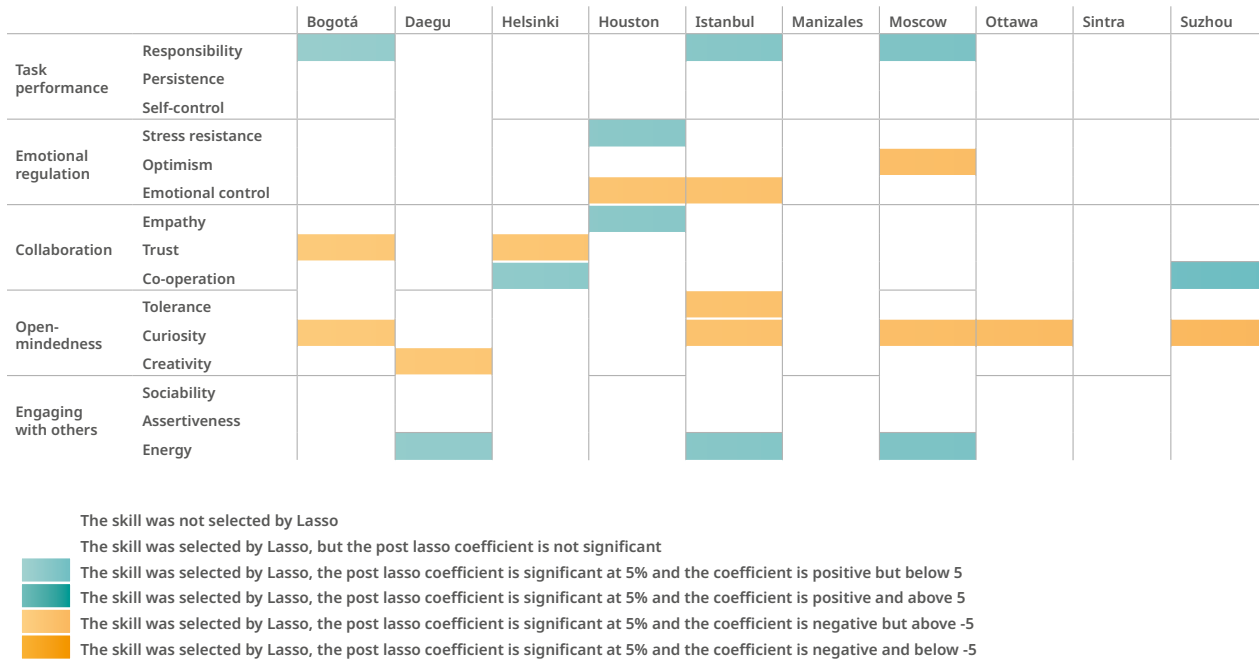 Bogotá Daegu Helsinki Houston Istanbul Manizales Moscow Ottawa Sintra Suzhou
Task
performance
Responsibility
Persistence
Self-control
Emotional
regulation
Stress resistance
Optimism
Emotional control
Collaboration
Empathy
Trust
Co-operation
Open-
mindedness
Tolerance
Curiosity
Creativity
Engaging
with others
Sociability
Assertiveness
Energy
The skill was not selected by Lasso
The skill was selected by Lasso, but the post lasso coefficient is not significant
The skill was selected by Lasso, the post lasso coefficient is significant at 5% and the coefficient is positive but below 5
The skill was selected by Lasso, the post lasso coefficient is significant at 5% and the coefficient is positive and above 5
The skill was selected by Lasso, the post lasso coefficient is significant at 5% and the coefficient is negative but above -5
The skill was selected by Lasso, the post lasso coefficient is significant at 5% and the coefficient is negative and below -5